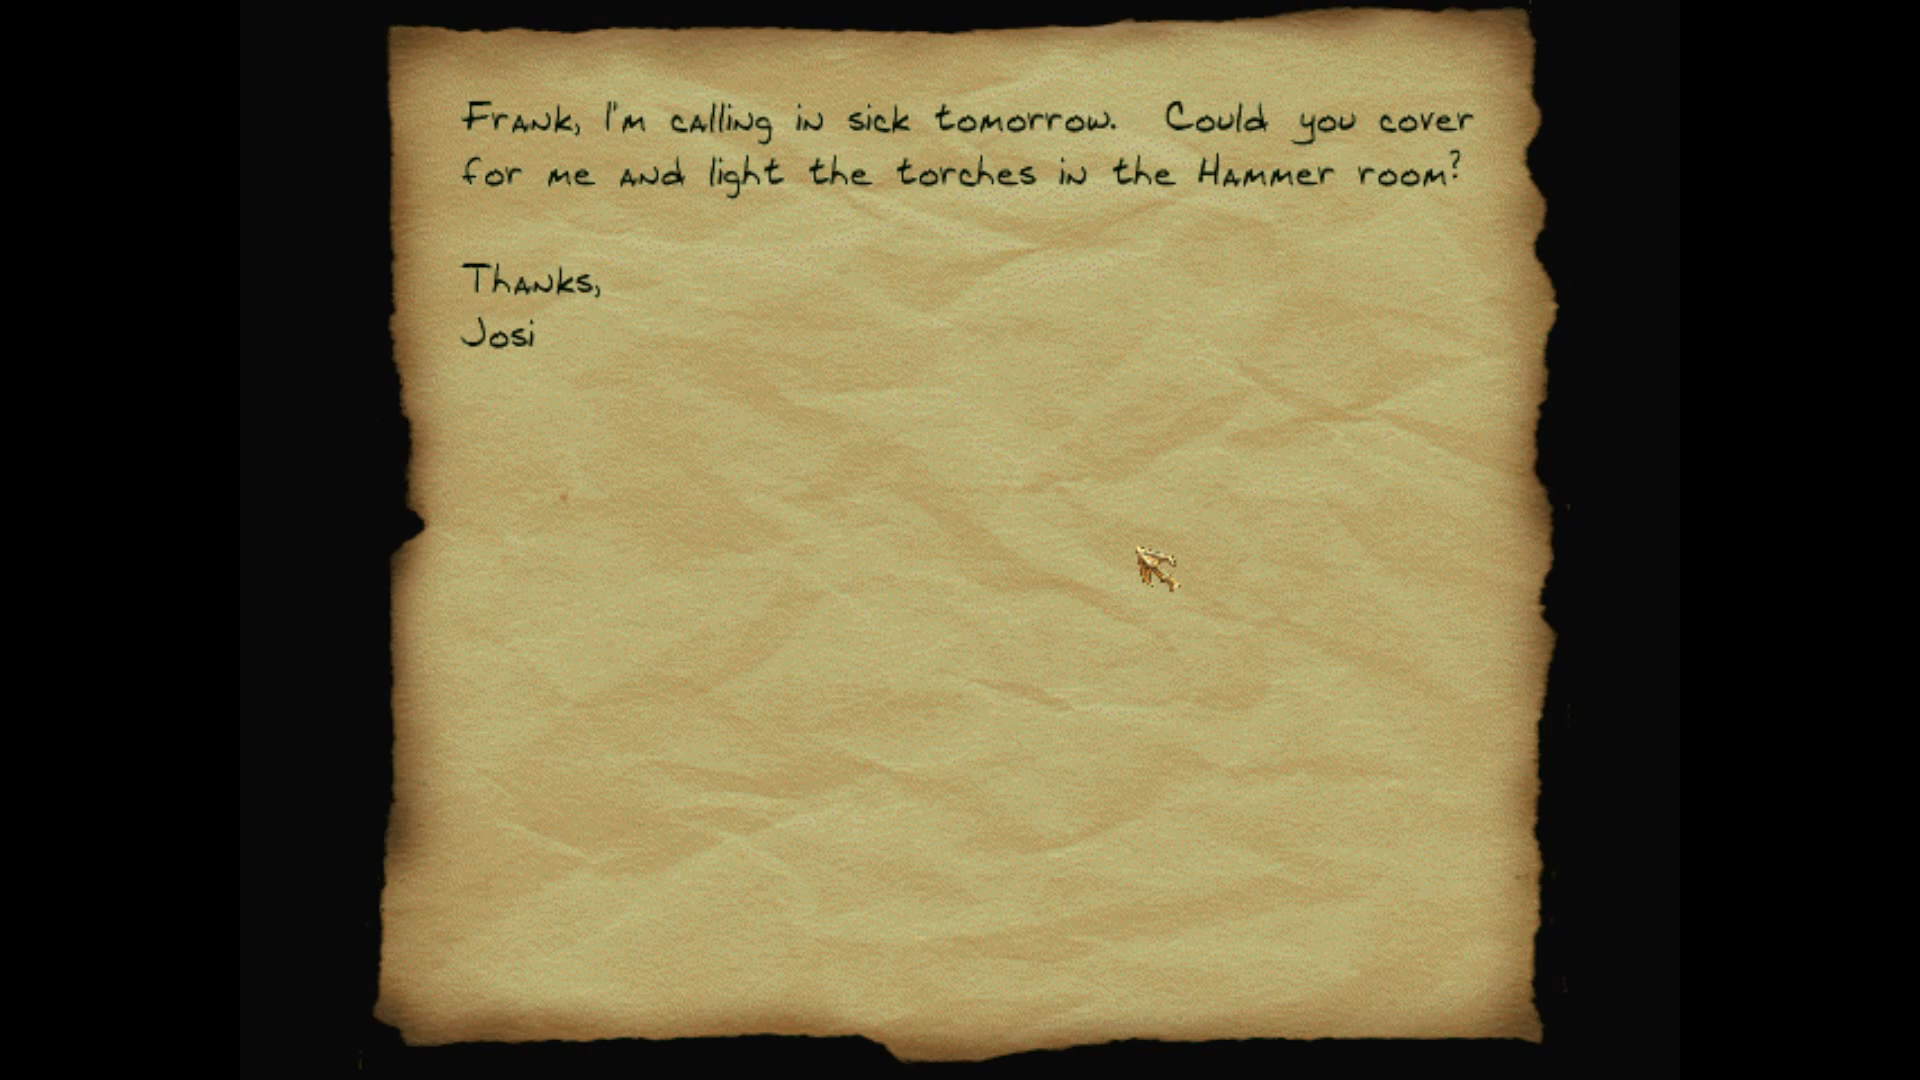 Frank, I'm calling in sick tomorrow. Could you cover
for me and light the torches in the Hammer room?
Thanks,
Josi